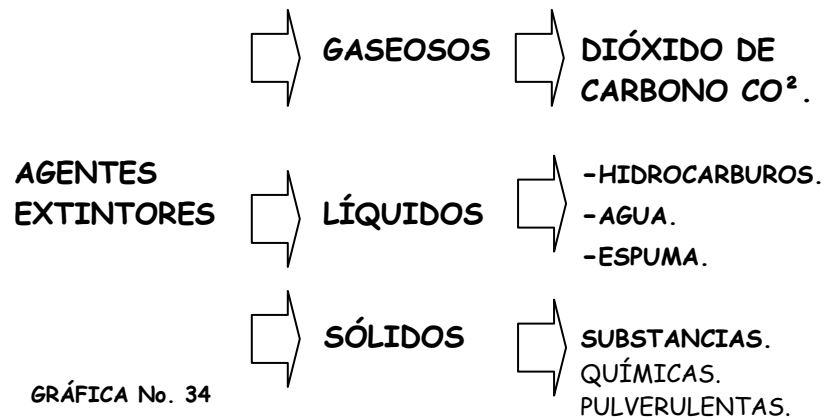 GASEOSOS
DIÓXIDO DE
CARBONO CO².
AGENTES
EXTINTORES
LÍQUIDOS
-HIDROCARBUROS.
-AGUA.
-ESPUMA.
SÓLIDOS
SUBSTANCIAS.
QUÍMICAS.
PULVERULENTAS.
GRÁFICA No. 34